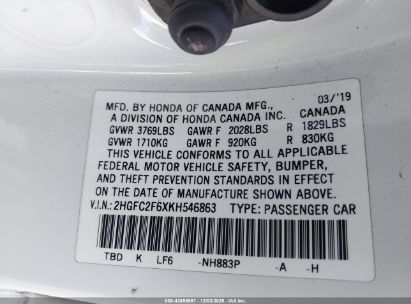 MFD. BY HONDA OF CANADA MFG., 03/'19
A DIVISION OF HONDA CANADA INC. CANADA
GVWR 3769LBS GAWR F 2028LBS R 1829LBS
GVWR 1710KG GAWR F 920KG R 830KG
THIS VEHICLE CONFORMS TO ALL APPLICABLE
FEDERAL MOTOR VEHICLE SAFETY, BUMPER,
AND THEFT PREVENTION STANDARDS IN EFFECT
ON THE DATE OF MANUFACTURE SHOWN ABOVE.
V.I.N.: 2HGFC2F6XKH546863 TYPE: PASSENGER CAR
TBD K LF6 -NH883P -A -H